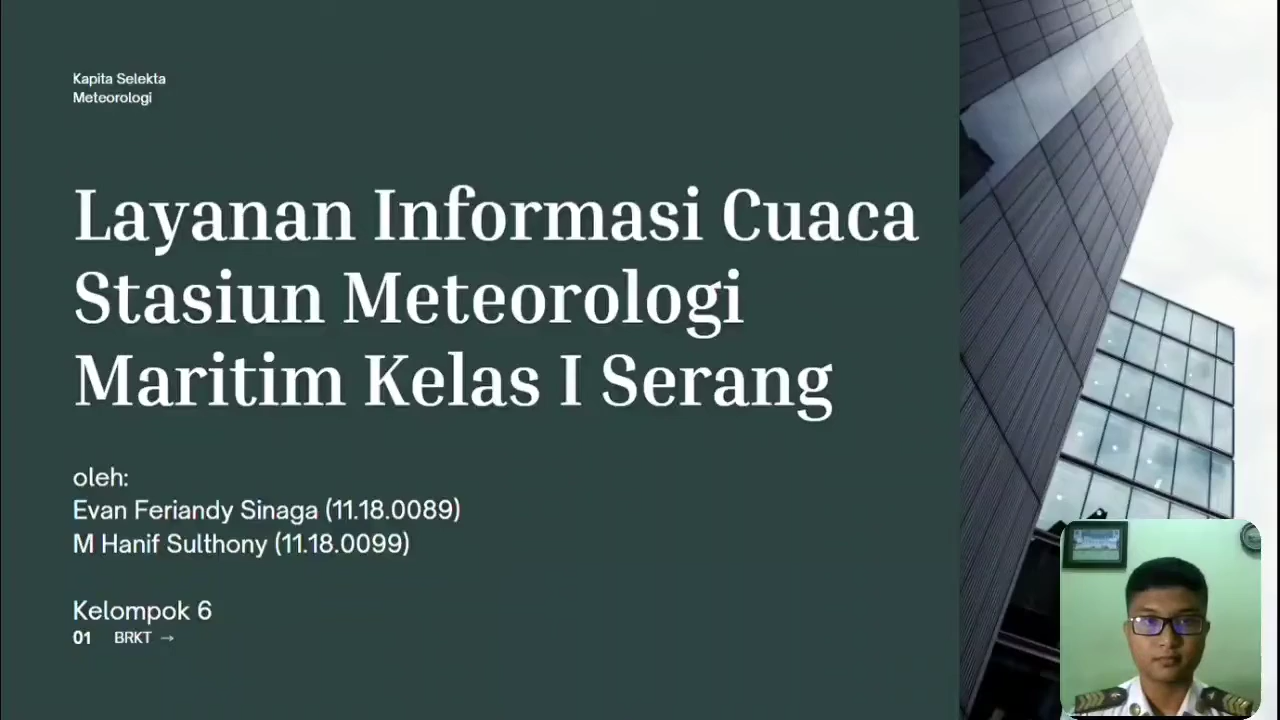 Kapita Selekta
Meteorologi
Layanan Informasi Cuaca
Stasiun Meteorologi
Maritim Kelas I Serang
oleh:
Evan Feriandy Sinaga (11.18.0089)
M Hanif Sulthony (11.18.0099)
Kelompok 6
01 BRKT →